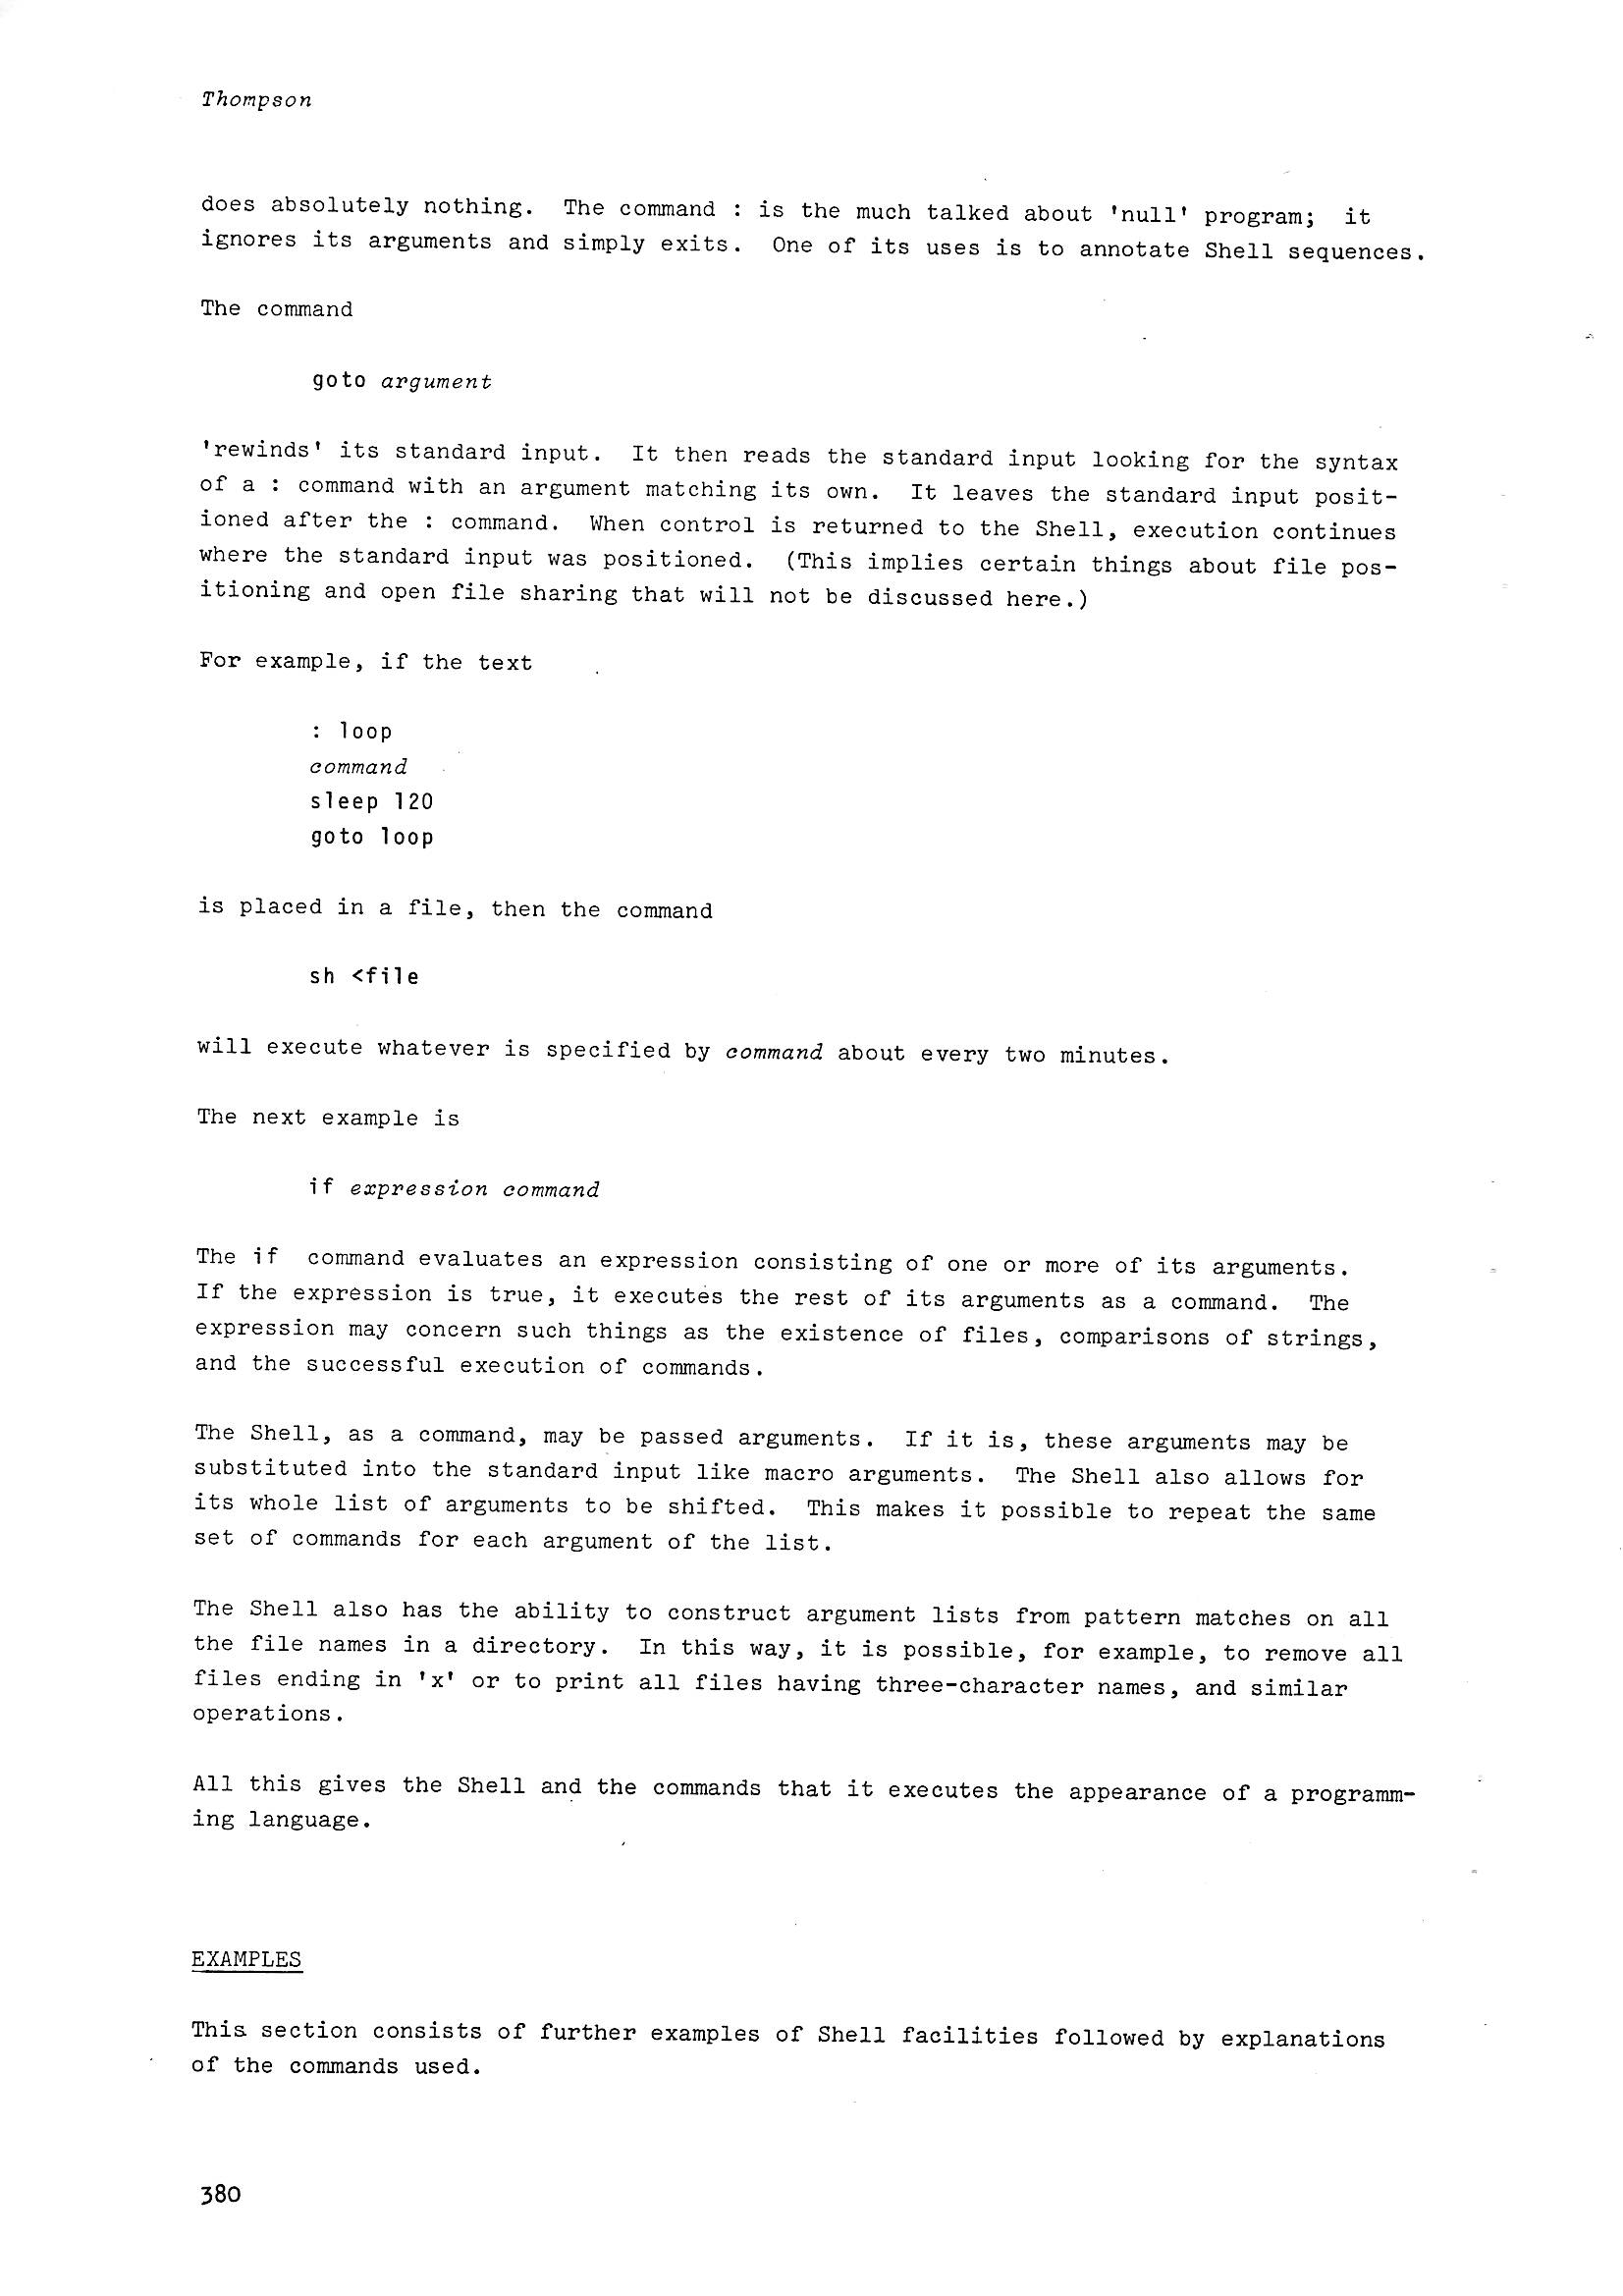 Thompson
does absolutely nothing. The command : is the much talked about 'null' program; it
ignores its arguments and simply exits. One of its uses is to annotate Shell sequences.
The command
goto argument
'rewinds' its standard input. It then reads the standard input looking for the syntax
of a : command with an argument matching its own. It leaves the standard input posit-
ioned after the : command. When control is returned to the Shell, execution continues
where the standard input was positioned. (This implies certain things about file pos-
itioning and open file sharing that will not be discussed here.)
For example, if the text
: loop
command
sleep 120
goto loop
is placed in a file, then the command
sh <file
will execute whatever is specified by command about every two minutes.
The next example is
if expression command
The if command evaluates an expression consisting of one or more of its arguments.
If the expression is true, it executes the rest of its arguments as a command. The
expression may concern such things as the existence of files, comparisons of strings,
and the successful execution of commands.
The Shell, as a command, may be passed arguments. If it is, these arguments may be
substituted into the standard input like macro arguments. The Shell also allows for
its whole list of arguments to be shifted. This makes it possible to repeat the same
set of commands for each argument of the list.
The Shell also has the ability to construct argument lists from pattern matches on all
the file names in a directory. In this way, it is possible, for example, to remove all
files ending in 'x' or to print all files having three-character names, and similar
operations.
All this gives the Shell and the commands that it executes the appearance of a programm-
ing language.
EXAMPLES
This section consists of further examples of Shell facilities followed by explanations
of the commands used.
380